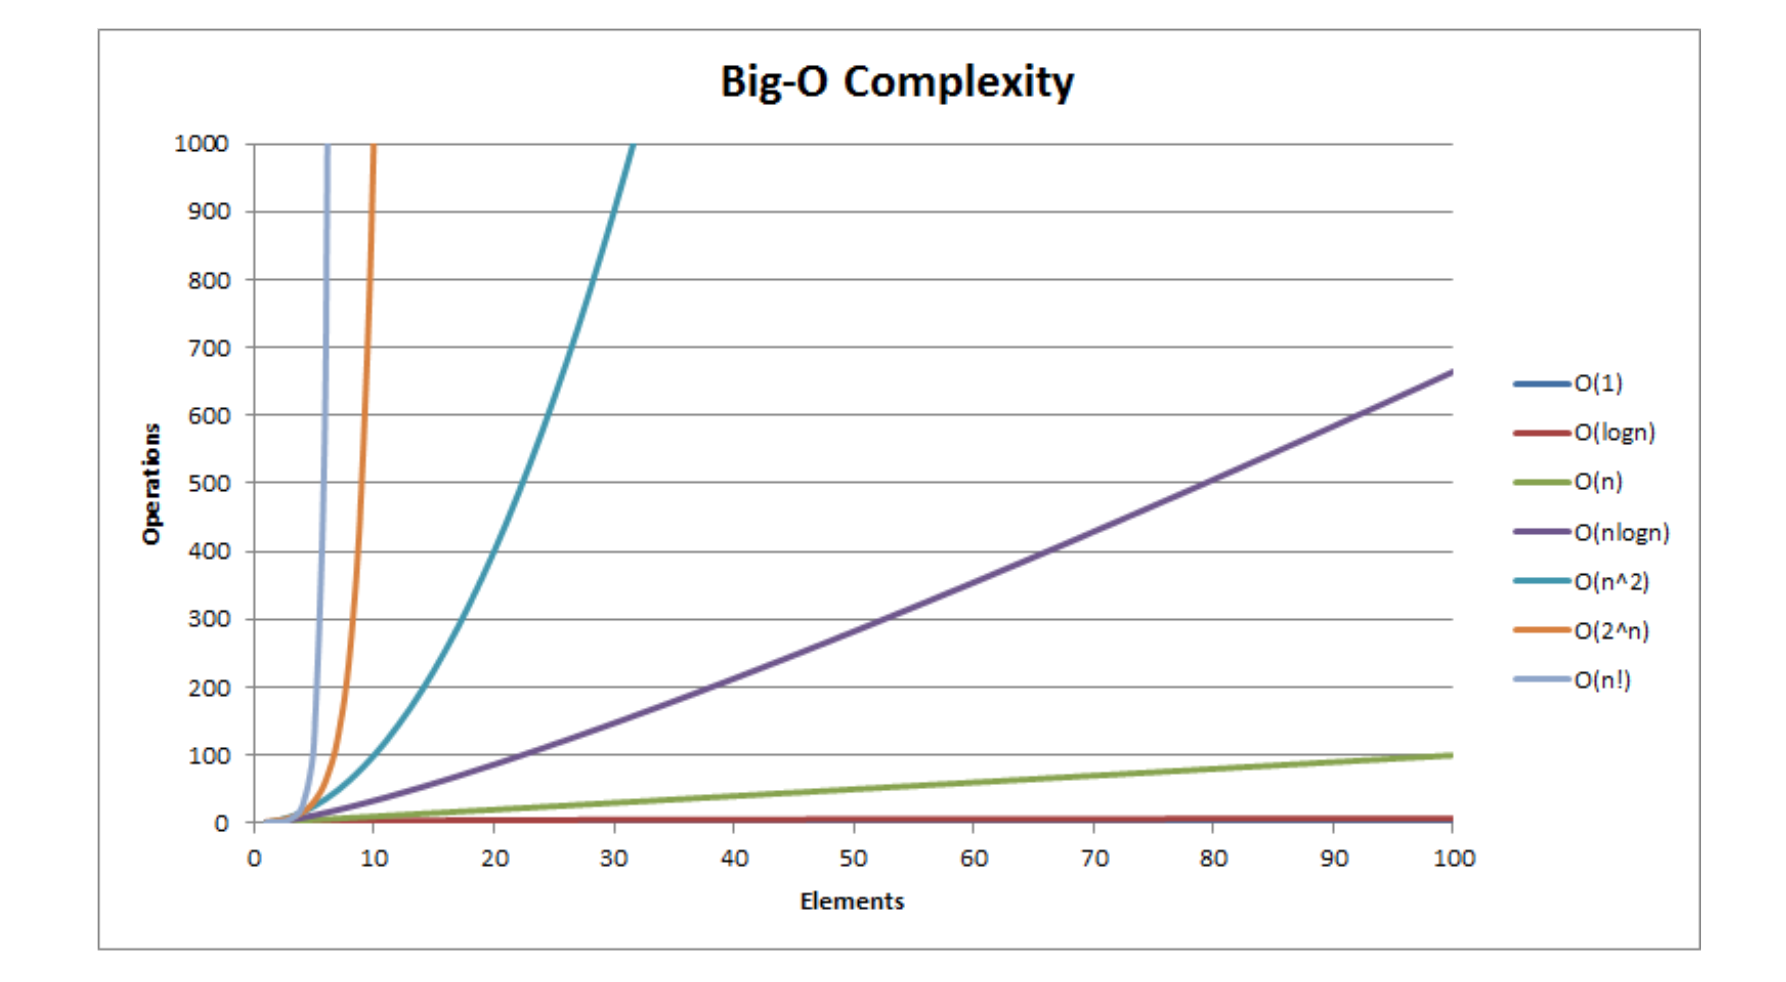 Big-O Complexity
1000
900
800
700
600
500
400
300
200
100
0
Operations
0 10 20 30 40 50 60 70 80 90 100
Elements
O(1)
O(logn)
O(n)
O(nlogn)
O(n^2)
O(2^n)
O(n!)